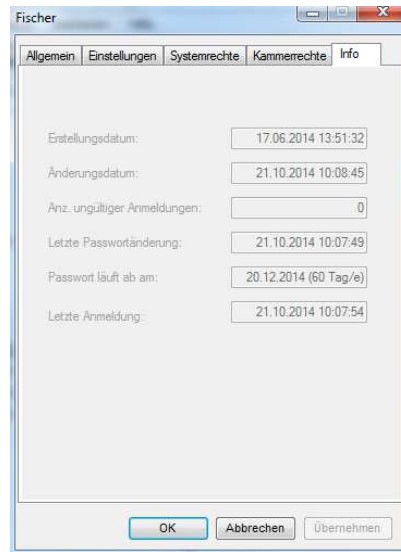 Fischer
Allgemein Einstellungen Systemrechte Kammerrechte Info
Erstellungsdatum: 17.06.2014 13:51:32
Änderungsdatum: 21.10.2014 10:08:45
Anz. ungültiger Anmeldungen: 0
Letzte Passwortänderung: 21.10.2014 10:07:49
Passwort läuft ab am: 20.12.2014 (60 Tag/e)
Letzte Anmeldung: 21.10.2014 10:07:54
OK Abbrechen Übernehmen